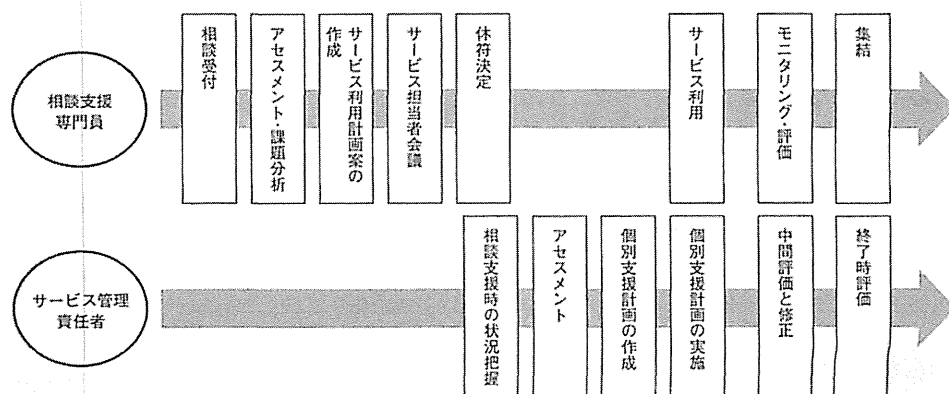 相談支援
専門員
相談受付
アセスメント・課題分析
サービス利用計画案の
作成
サービス担当者会議
休符決定
サービス利用
モニタリング・評価
集結
サービス管理
責任者
相談支援時の状況把握
アセスメント
個別支援計画の作成
個別支援計画の実施
中間評価と修正
終了時評価